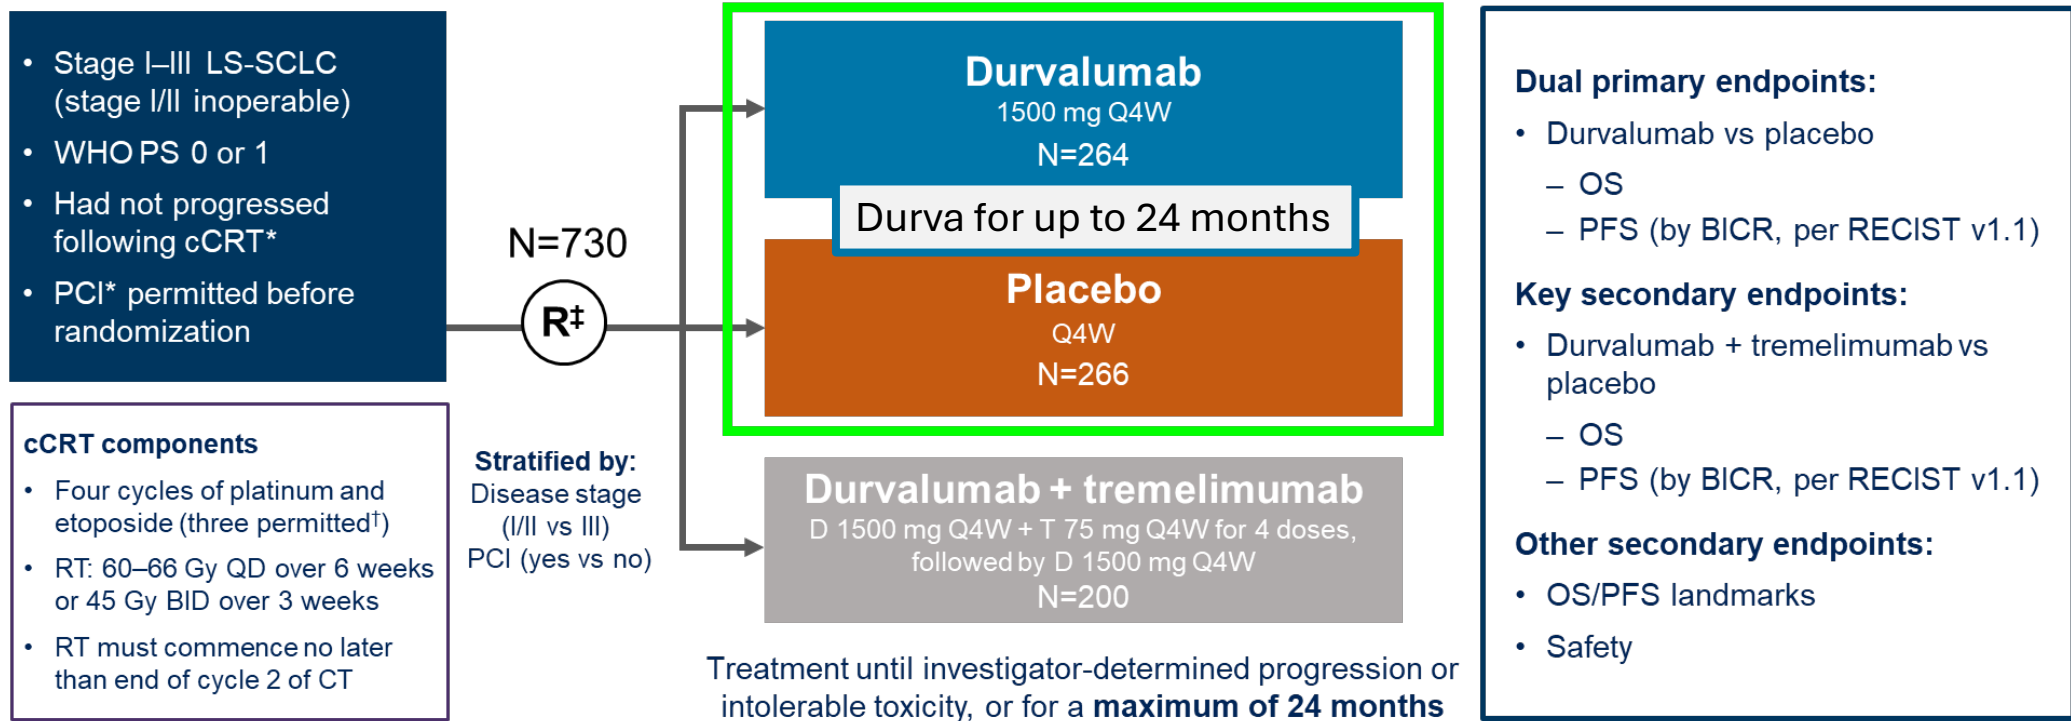 • Stage I–III LS-SCLC
(stage I/II inoperable)
• WHO PS 0 or 1
• Had not progressed
following cCRT*
• PCI* permitted before
randomization
cCRT components
• Four cycles of platinum and
etoposide (three permitted†)
• RT: 60–66 Gy QD over 6 weeks
or 45 Gy BID over 3 weeks
• RT must commence no later
than end of cycle 2 of CT
N=730
R‡
Stratified by:
Disease stage
(I/II vs III)
PCI (yes vs no)
Durvalumab
1500 mg Q4W
N=264
Durva for up to 24 months
Placebo
Q4W
N=266
Durvalumab + tremelimumab
D 1500 mg Q4W + T 75 mg Q4W for 4 doses,
followed by D 1500 mg Q4W
N=200
Treatment until investigator-determined progression or
intolerable toxicity, or for a maximum of 24 months
Dual primary endpoints:
• Durvalumab vs placebo
– OS
– PFS (by BICR, per RECIST v1.1)
Key secondary endpoints:
• Durvalumab + tremelimumab vs
placebo
– OS
– PFS (by BICR, per RECIST v1.1)
Other secondary endpoints:
• OS/PFS landmarks
• Safety